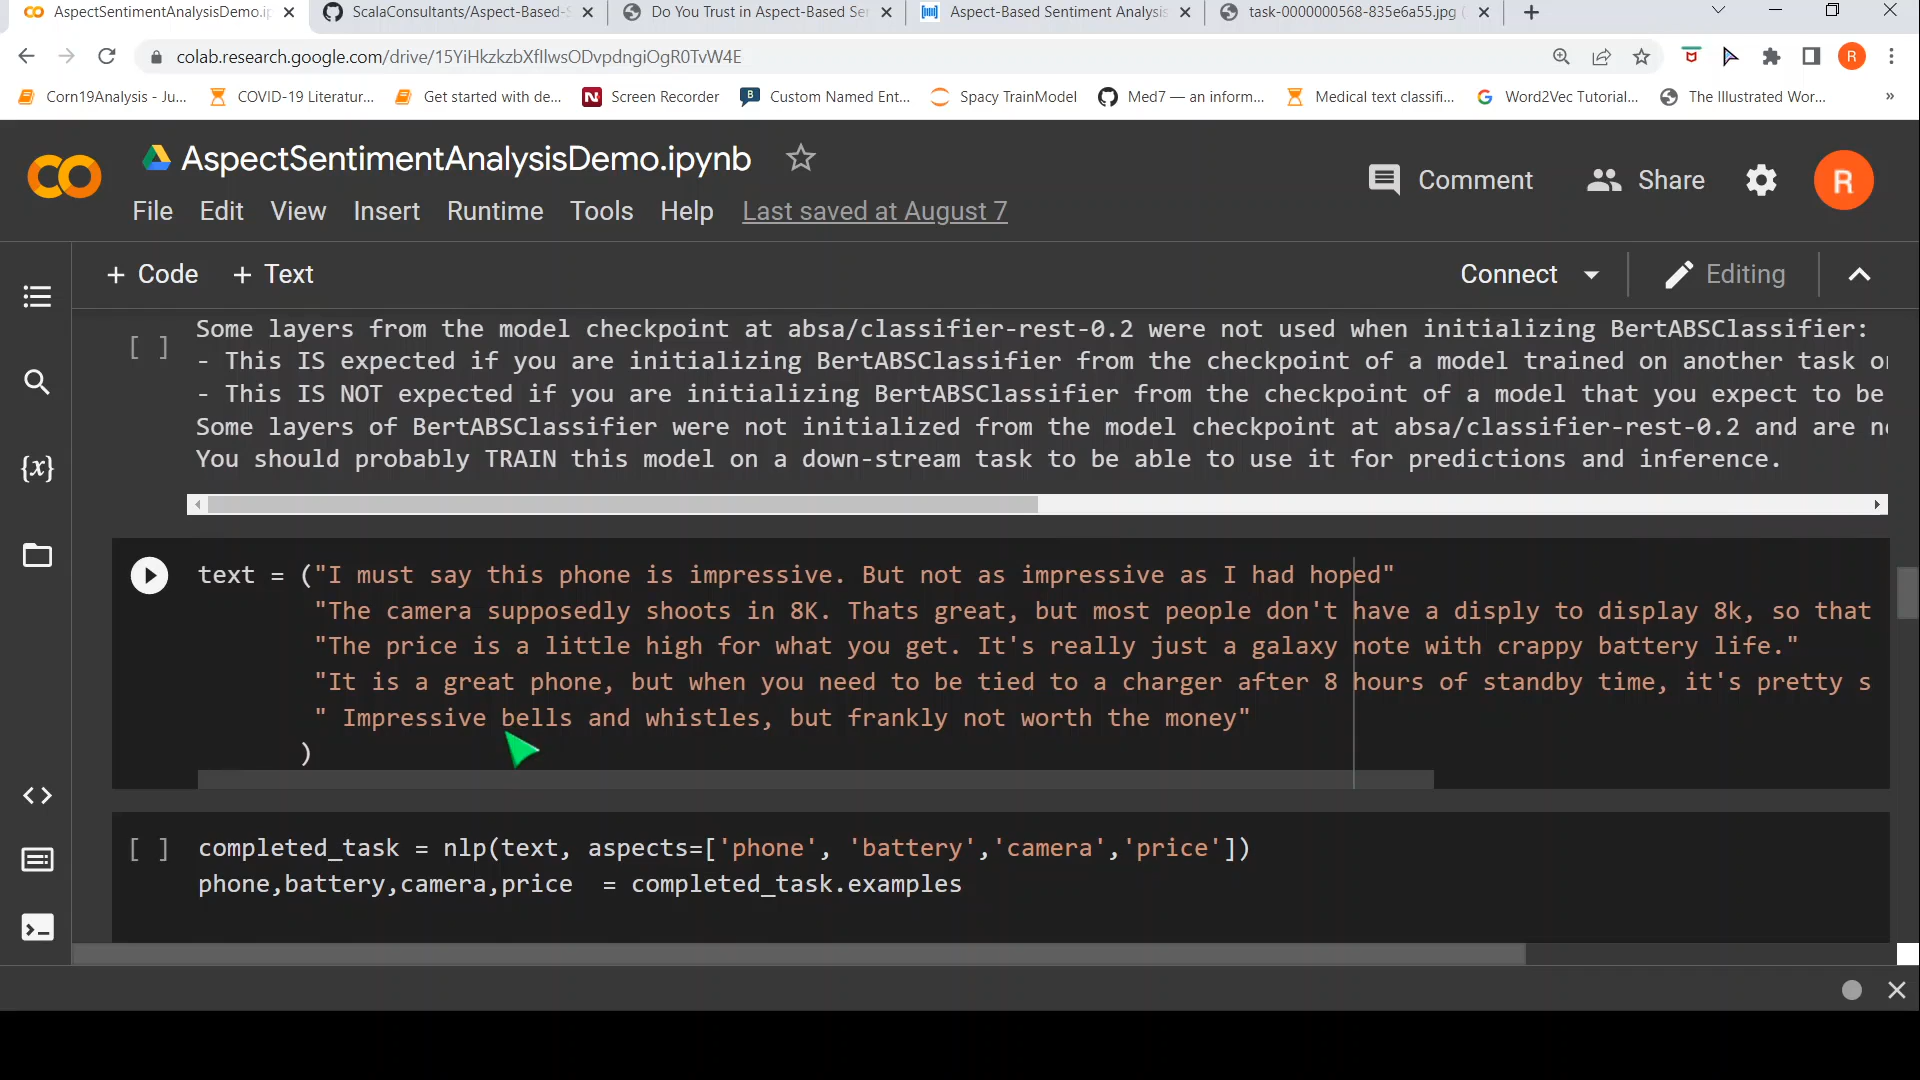 AspectSentimentAnalysisDemo.ip
ScalaConsultants/Aspect-Based-S
Do You Trust in Aspect-Based Sen
Aspect-Based Sentiment Analysis
task-0000000568-835e6a55.jpg (
colab.research.google.com/drive/15YiHkzkzbXfIlwsODvpdngiOgR0TvW4E
R
Corn19Analysis - Ju...
COVID-19 Literatur...
Get started with de...
Screen Recorder
Custom Named Ent...
Spacy TrainModel
Med7 — an inform...
Medical text classifi...
Word2Vec Tutorial...
The Illustrated Wor...
»
AspectSentimentAnalysisDemo.ipynb
Comment
Share
R
File Edit View Insert Runtime Tools Help Last saved at August 7
+ Code + Text
Connect
Editing
[ ]
Some layers from the model checkpoint at absa/classifier-rest-0.2 were not used when initializing BertABSClassifier:
- This IS expected if you are initializing BertABSClassifier from the checkpoint of a model trained on another task o
- This IS NOT expected if you are initializing BertABSClassifier from the checkpoint of a model that you expect to be
Some layers of BertABSClassifier were not initialized from the model checkpoint at absa/classifier-rest-0.2 and are n
You should probably TRAIN this model on a down-stream task to be able to use it for predictions and inference.
{x}
text = ("I must say this phone is impressive. But not as impressive as I had hoped"
"The camera supposedly shoots in 8K. Thats great, but most people don't have a disply to display 8k, so that
"The price is a little high for what you get. It's really just a galaxy note with crappy battery life."
"It is a great phone, but when you need to be tied to a charger after 8 hours of standby time, it's pretty s
" Impressive bells and whistles, but frankly not worth the money"
)
[ ] completed_task = nlp(text, aspects=['phone', 'battery','camera','price'])
phone,battery,camera,price  = completed_task.examples